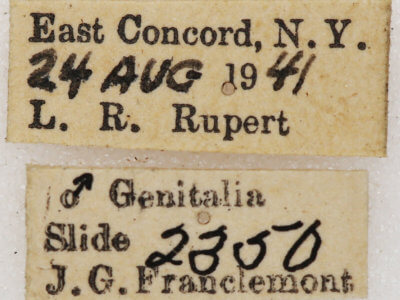 East Concord, N. Y.
24 AUG 1941
L. R. Rupert
♂ Genitalia
Slide 2350
J. G. Franclemont